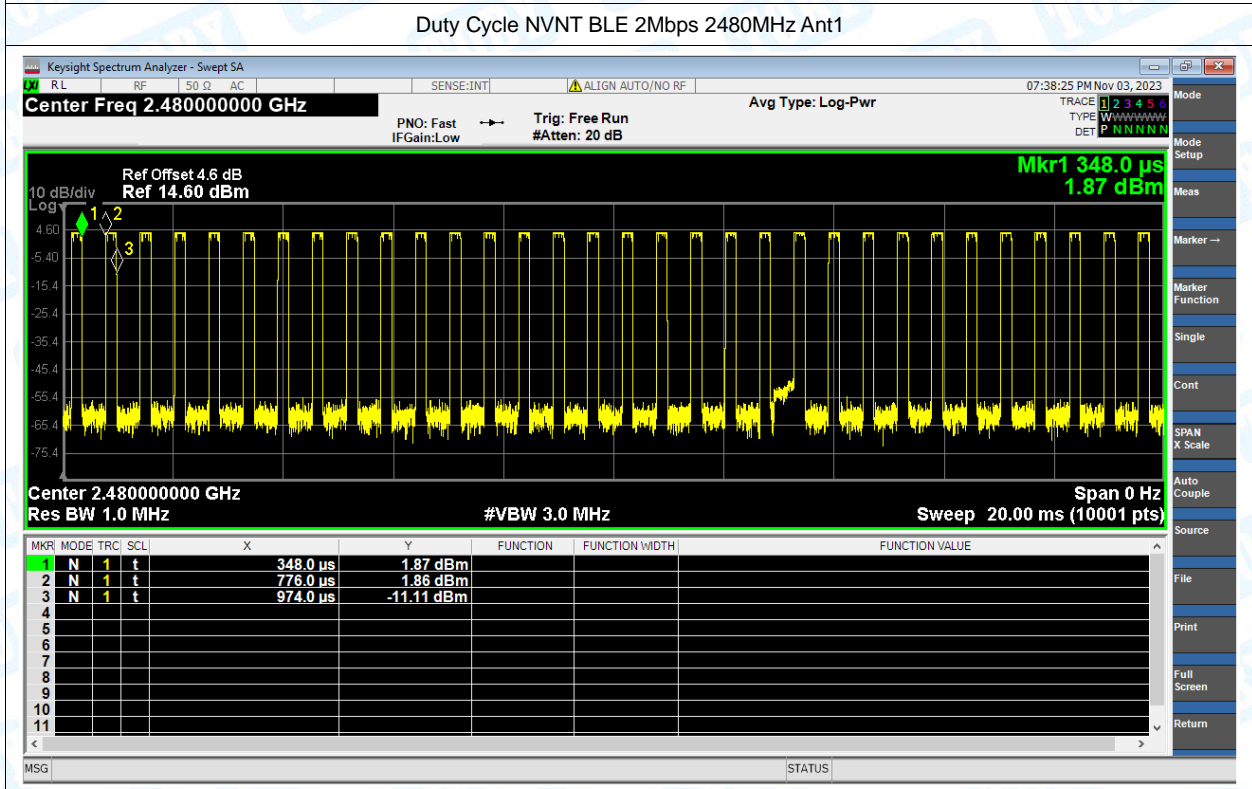 Duty Cycle NVNT BLE 2Mbps 2480MHz Ant1
Keysight Spectrum Analyzer - Swept SA
LXI RL RF 50 Ω AC SENSE:INT ALIGN AUTO/NO RF 07:38:25 PM Nov 03, 2023
Center Freq 2.480000000 GHz Avg Type: Log-Pwr TRACE 1 2 3 4 5 6
PNO: Fast Trig: Free Run TYPE WWWWWW
IFGain:Low #Atten: 20 dB DET P N N N N N
Ref Offset 4.6 dB Mkr1 348.0 µs
10 dB/div Ref 14.60 dBm 1.87 dBm
Log
1 2
3
4.60
-5.40
-15.4
-25.4
-35.4
-45.4
-55.4
-65.4
-75.4
Center 2.480000000 GHz Span 0 Hz
Res BW 1.0 MHz #VBW 3.0 MHz Sweep 20.00 ms (10001 pts)
MKR MODE TRC SCL X Y FUNCTION FUNCTION WIDTH FUNCTION VALUE
1 N 1 t 348.0 µs 1.87 dBm
2 N 1 t 776.0 µs 1.86 dBm
3 N 1 t 974.0 µs -11.11 dBm
4
5
6
7
8
9
10
11
MSG STATUS
Mode
Mode Setup
Meas
Marker →
Marker Function
Single
Cont
SPAN X Scale
Auto Couple
Source
File
Print
Full Screen
Return